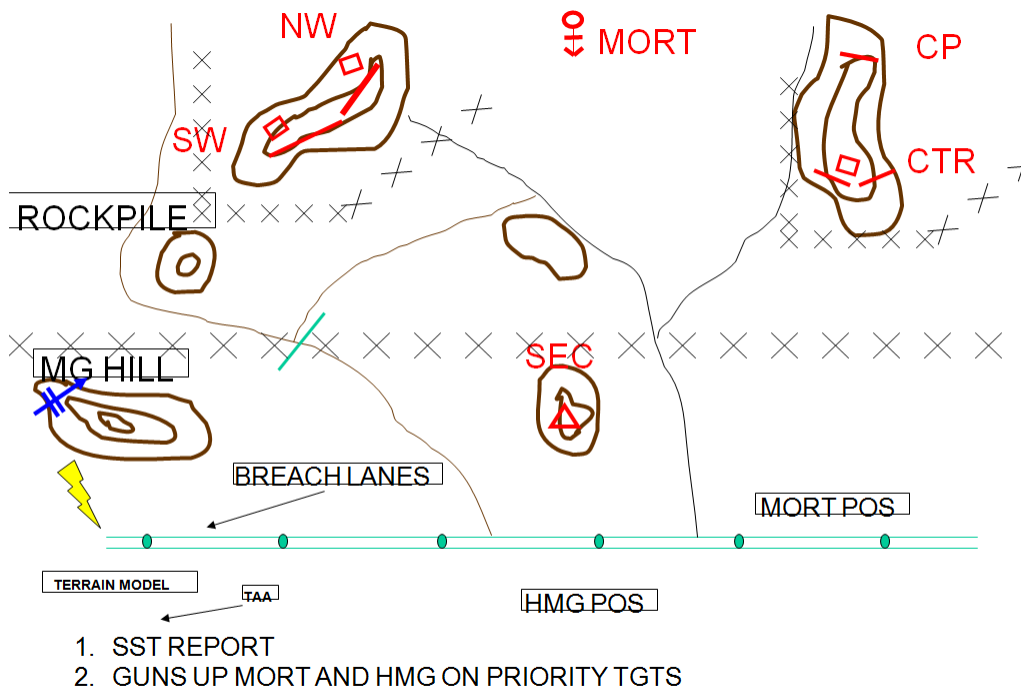 NW
MORT
CP
SW
CTR
ROCKPILE
SEC
MG HILL
BREACH LANES
MORT POS
TERRAIN MODEL
TAA
HMG POS
1. SST REPORT
2. GUNS UP MORT AND HMG ON PRIORITY TGTS